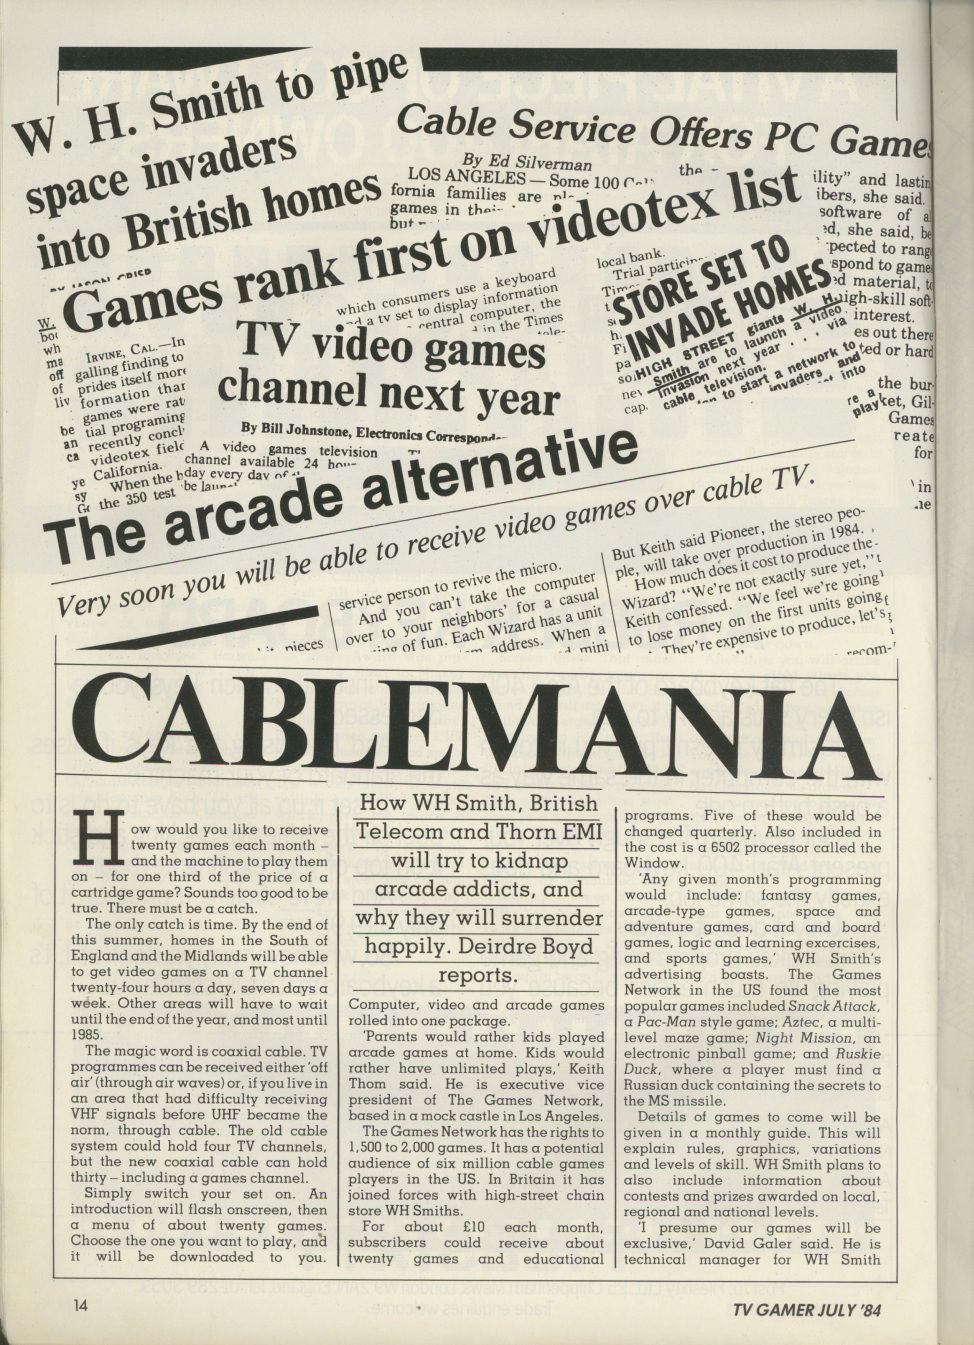 W. H. Smith to pipe
space invaders
into British homes
Cable Service Offers PC Games
By Ed Silverman
LOS ANGELES — Some 100
fornia families are
games in
but
the
ility" and lastin
ibers, she said.
software of a
ed, she said, be
pected to rang
spond to game
ed material, t
high-skill soft-
interest.
es out there
ted or hard
the bur-
ket, Gil-
Games
reate
for
in
Games rank first on videotex list
W.
bot
wh
ma
off
of
liv
be
an
ca
ye
sy
IRVINE, CAL.—In
galling finding to
prides itself more
formation than
games were rat
tial programing
recently concl
videotex field
California.
When the
the 350 test
which consumers use a keyboard
a tv set to display information
central computer, the
in the Times
local bank.
Trial particip
STORE SET TO
INVADE HOMES
HIGH STREET giants W. H.
Smith are to launch a video
invasion next year . . . via
cable television.
to start a network to
invaders and
into
re a
play
TV video games
channel next year
By Bill Johnstone, Electronics Correspond
A video games television
channel available 24 hou
day every day of
be laun
The arcade alternative
Very soon you will be able to receive video games over cable TV.
pieces
service person to revive the micro.
And you can't take the computer
over to your neighbors' for a casual
ing of fun. Each Wizard has a unit
address. When a
mini
But Keith said Pioneer, the stereo peo-
ple, will take over production in 1984.
How much does it cost to produce the
Wizard? "We're not exactly sure yet,"
Keith confessed. "We feel we're going
to lose money on the first units going
They're expensive to produce, let's
recom-
CABLEMANIA
How WH Smith, British
Telecom and Thorn EMI
will try to kidnap
arcade addicts, and
why they will surrender
happily. Deirdre Boyd
reports.
How would you like to receive
twenty games each month –
and the machine to play them
on – for one third of the price of a
cartridge game? Sounds too good to be
true. There must be a catch.
The only catch is time. By the end of
this summer, homes in the South of
England and the Midlands will be able
to get video games on a TV channel
twenty-four hours a day, seven days a
week. Other areas will have to wait
until the end of the year, and most until
1985.
The magic word is coaxial cable. TV
programmes can be received either 'off
air' (through air waves) or, if you live in
an area that had difficulty receiving
VHF signals before UHF became the
norm, through cable. The old cable
system could hold four TV channels,
but the new coaxial cable can hold
thirty – including a games channel.
Simply switch your set on. An
introduction will flash onscreen, then
a menu of about twenty games.
Choose the one you want to play, and
it will be downloaded to you.
Computer, video and arcade games
rolled into one package.
'Parents would rather kids played
arcade games at home. Kids would
rather have unlimited plays,' Keith
Thom said. He is executive vice
president of The Games Network,
based in a mock castle in Los Angeles.
The Games Network has the rights to
1,500 to 2,000 games. It has a potential
audience of six million cable games
players in the US. In Britain it has
joined forces with high-street chain
store WH Smiths.
For about £10 each month,
subscribers could receive about
twenty games and educational
programs. Five of these would be
changed quarterly. Also included in
the cost is a 6502 processor called the
Window.
'Any given month's programming
would include: fantasy games,
arcade-type games, space and
adventure games, card and board
games, logic and learning excercises,
and sports games,' WH Smith's
advertising boasts. The Games
Network in the US found the most
popular games included Snack Attack,
a Pac-Man style game; Aztec, a multi-
level maze game; Night Mission, an
electronic pinball game; and Ruskie
Duck, where a player must find a
Russian duck containing the secrets to
the MS missile.
Details of games to come will be
given in a monthly guide. This will
explain rules, graphics, variations
and levels of skill. WH Smith plans to
also include information about
contests and prizes awarded on local,
regional and national levels.
'I presume our games will be
exclusive,' David Galer said. He is
technical manager for WH Smith
14
TV GAMER JULY '84